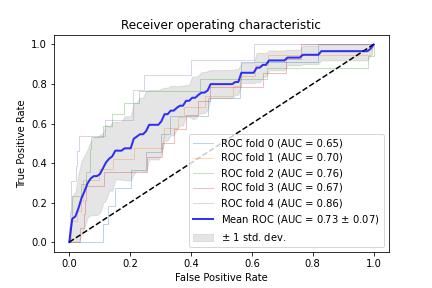 Receiver operating characteristic
True Positive Rate
1.0
0.8
0.6
0.4
0.2
0.0
ROC fold 0 (AUC = 0.65)
ROC fold 1 (AUC = 0.70)
ROC fold 2 (AUC = 0.76)
ROC fold 3 (AUC = 0.67)
ROC fold 4 (AUC = 0.86)
Mean ROC (AUC = 0.73 ± 0.07)
± 1 std. dev.
0.0 0.2 0.4 0.6 0.8 1.0
False Positive Rate